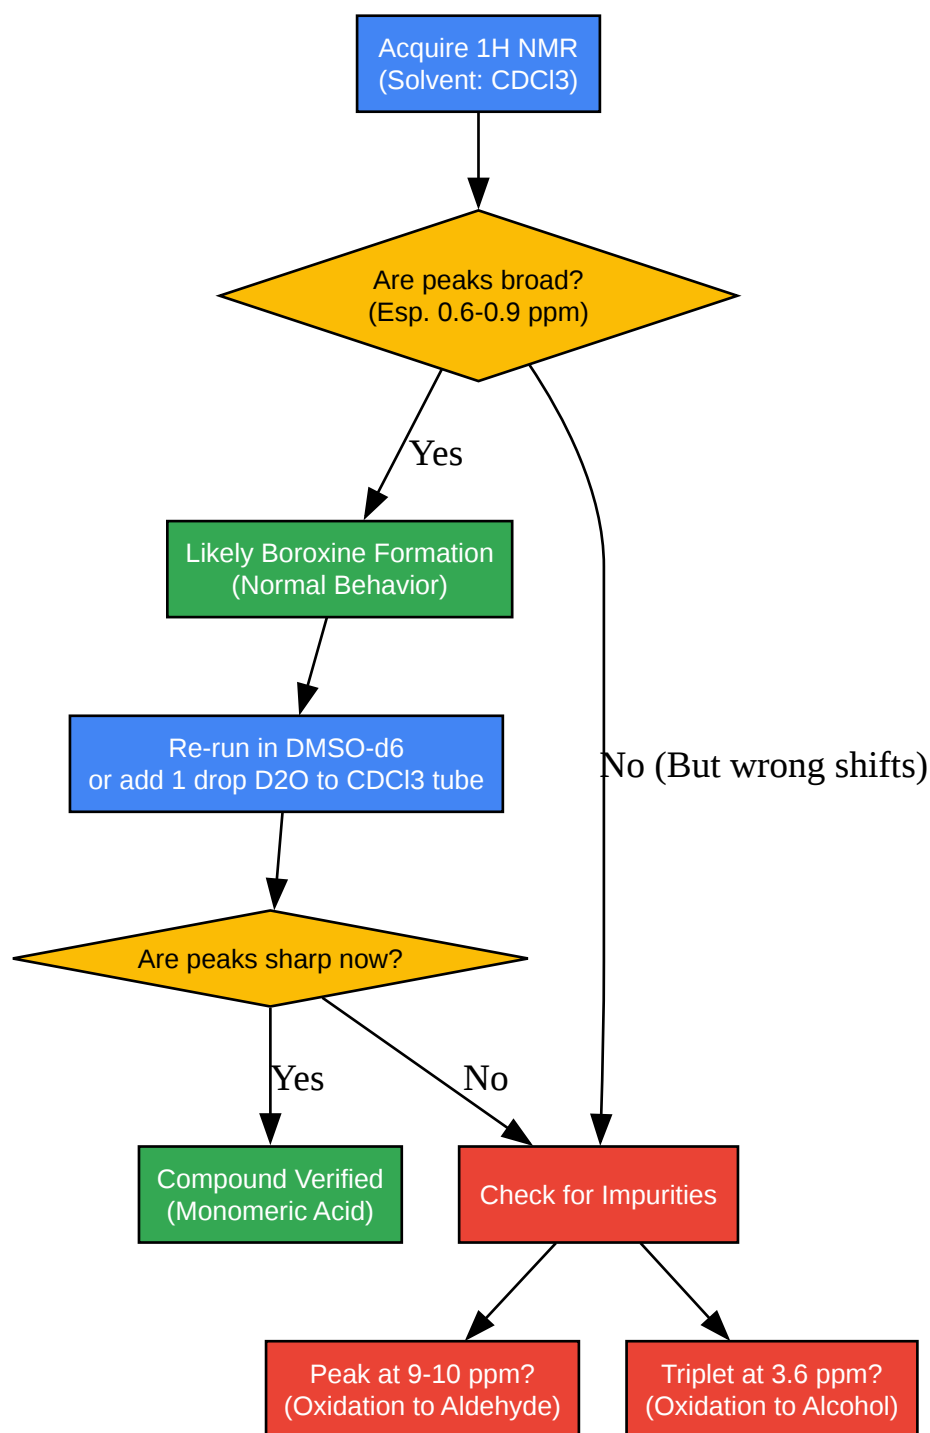 Acquire 1H NMR
(Solvent: CDCl3)
Are peaks broad?
(Esp. 0.6-0.9 ppm)
Yes
Likely Boroxine Formation
(Normal Behavior)
Re-run in DMSO-d6
or add 1 drop D2O to CDCl3 tube
No (But wrong shifts)
Are peaks sharp now?
Yes
No
Compound Verified
(Monomeric Acid)
Check for Impurities
Peak at 9-10 ppm?
(Oxidation to Aldehyde)
Triplet at 3.6 ppm?
(Oxidation to Alcohol)